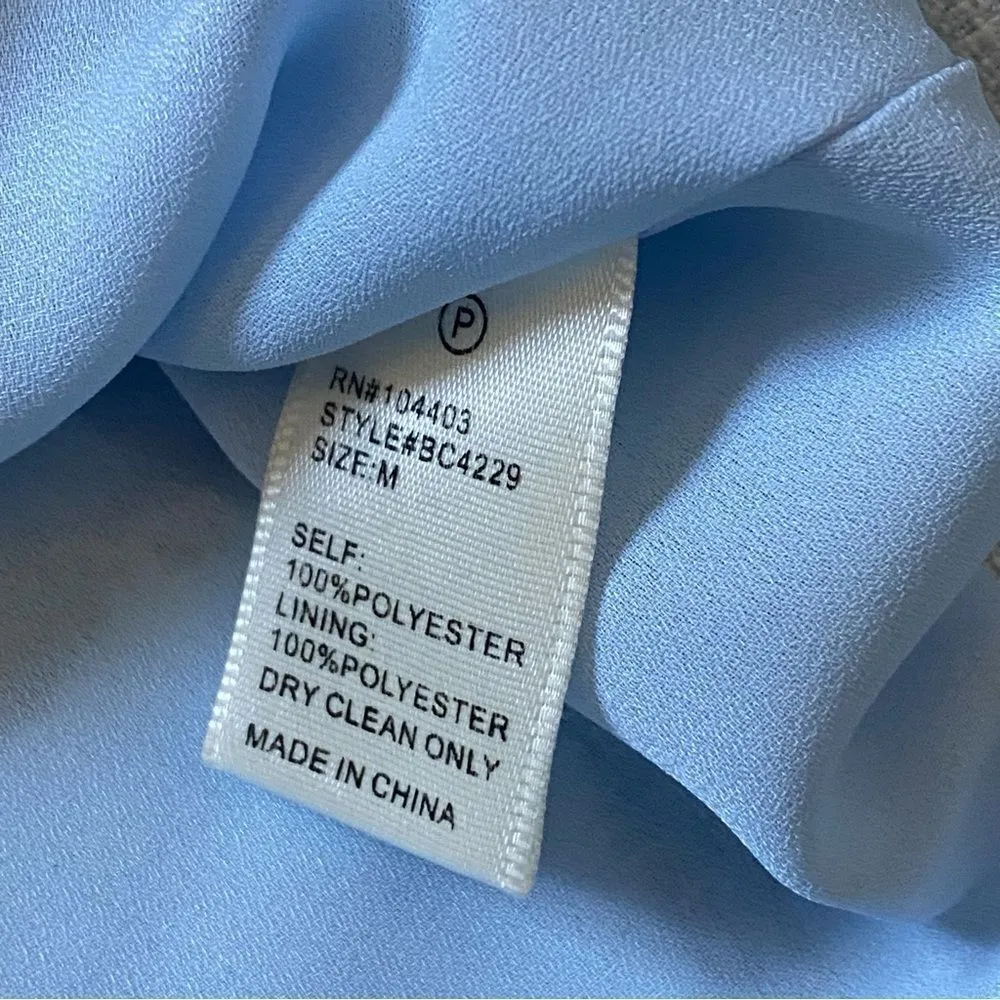 P
RN#104403
STYLE#BC4229
SIZE:M
SELF:
100%POLYESTER
LINING:
100%POLYESTER
DRY CLEAN ONLY
MADE IN CHINA